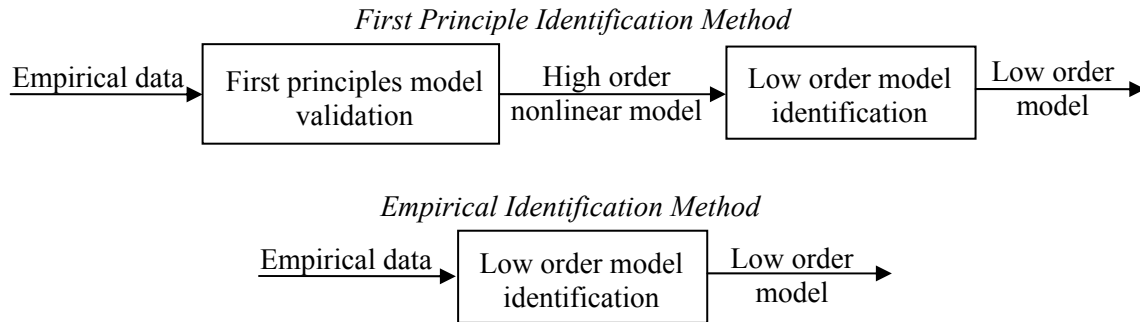 First Principle Identification Method
Empirical data
First principles model
validation
High order
nonlinear model
Low order model
identification
Low order
model
Empirical Identification Method
Empirical data
Low order model
identification
Low order
model